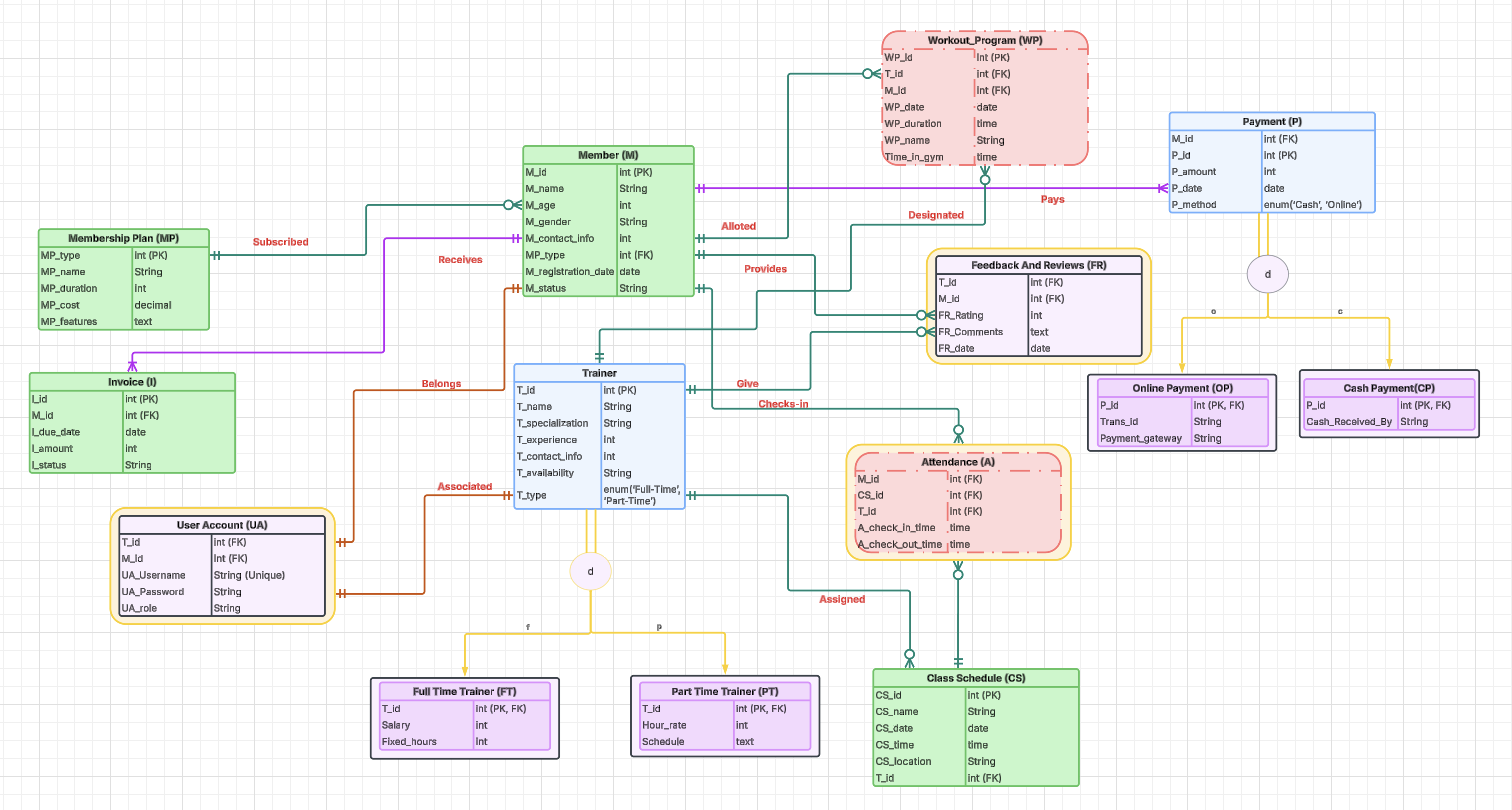 Workout_Program (WP)
WP_id int (PK)
T_id int (FK)
M_id int (FK)
WP_date date
WP_duration time
WP_name String
Time_in_gym time
Payment (P)
M_id int (FK)
P_id int (PK)
P_amount int
P_date date
P_method enum('Cash', 'Online')
Member (M)
M_id int (PK)
M_name String
M_age int
M_gender String
M_contact_info int
MP_type int (FK)
M_registration_date date
M_status String
Pays
Designated
Alloted
Subscribed
Receives
Provides
Membership Plan (MP)
MP_type int (PK)
MP_name String
MP_duration int
MP_cost decimal
MP_features text
Feedback And Reviews (FR)
T_id int (FK)
M_id int (FK)
FR_Rating int
FR_Comments text
FR_date date
d
o
c
Invoice (I)
I_id int (PK)
M_id int (FK)
I_due_date date
I_amount int
I_status String
Belongs
Trainer
T_id int (PK)
T_name String
T_specialization String
T_experience int
T_contact_info int
T_availability String
T_type enum('Full-Time', 'Part-Time')
Give
Checks-in
Online Payment (OP)
P_id int (PK, FK)
Trans_id String
Payment_gateway String
Cash Payment(CP)
P_id int (PK, FK)
Cash_Received_By String
Attendance (A)
M_id int (FK)
CS_id int (FK)
T_id int (FK)
A_check_in_time time
A_check_out_time time
Associated
User Account (UA)
T_id int (FK)
M_id int (FK)
UA_Username String (Unique)
UA_Password String
UA_role String
d
Assigned
f
p
Full Time Trainer (FT)
T_id int (PK, FK)
Salary int
Fixed_hours int
Part Time Trainer (PT)
T_id int (PK, FK)
Hour_rate int
Schedule text
Class Schedule (CS)
CS_id int (PK)
CS_name String
CS_date date
CS_time time
CS_location String
T_id int (FK)